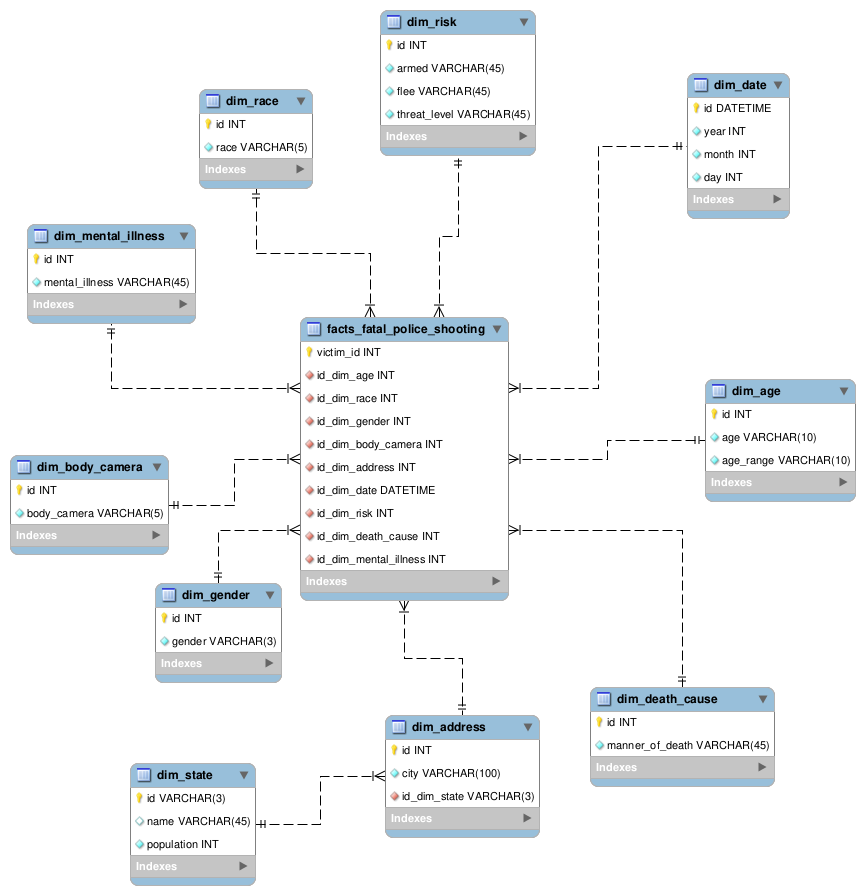 dim_risk
id INT
armed VARCHAR(45)
flee VARCHAR(45)
threat_level VARCHAR(45)
Indexes
dim_date
id DATETIME
year INT
month INT
day INT
Indexes
dim_race
id INT
race VARCHAR(5)
Indexes
dim_mental_illness
id INT
mental_illness VARCHAR(45)
Indexes
facts_fatal_police_shooting
victim_id INT
id_dim_age INT
id_dim_race INT
id_dim_gender INT
id_dim_body_camera INT
id_dim_address INT
id_dim_date DATETIME
id_dim_risk INT
id_dim_death_cause INT
id_dim_mental_illness INT
Indexes
dim_age
id INT
age VARCHAR(10)
age_range VARCHAR(10)
Indexes
dim_body_camera
id INT
body_camera VARCHAR(5)
Indexes
dim_gender
id INT
gender VARCHAR(3)
Indexes
dim_death_cause
id INT
manner_of_death VARCHAR(45)
Indexes
dim_address
id INT
city VARCHAR(100)
id_dim_state VARCHAR(3)
Indexes
dim_state
id VARCHAR(3)
name VARCHAR(45)
population INT
Indexes